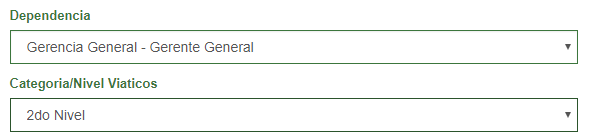 Dependencia
Gerencia General - Gerente General
Categoria/Nivel Viaticos
2do Nivel